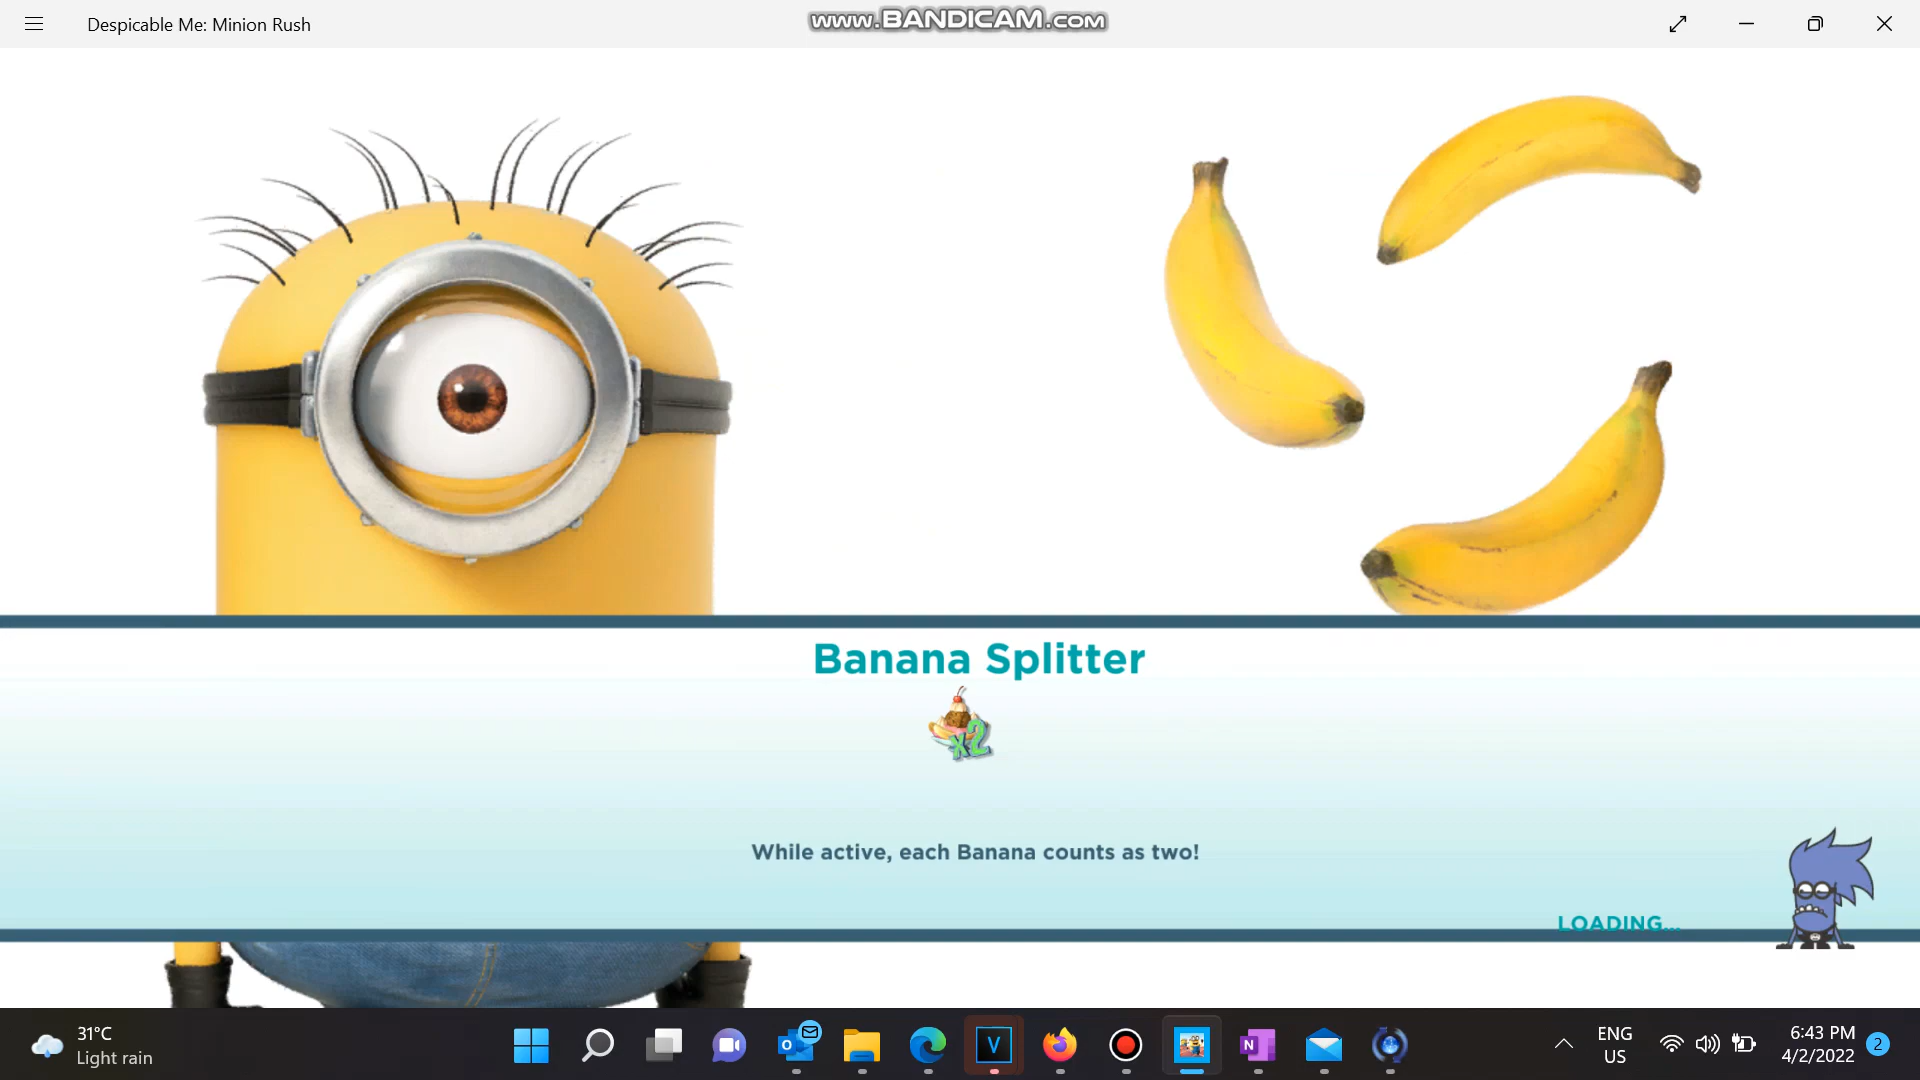 Despicable Me: Minion Rush
www.BANDICAM.com
Banana Splitter
x2
While active, each Banana counts as two!
LOADING...
31°C
Light rain
ENG
US
6:43 PM
4/2/2022
2